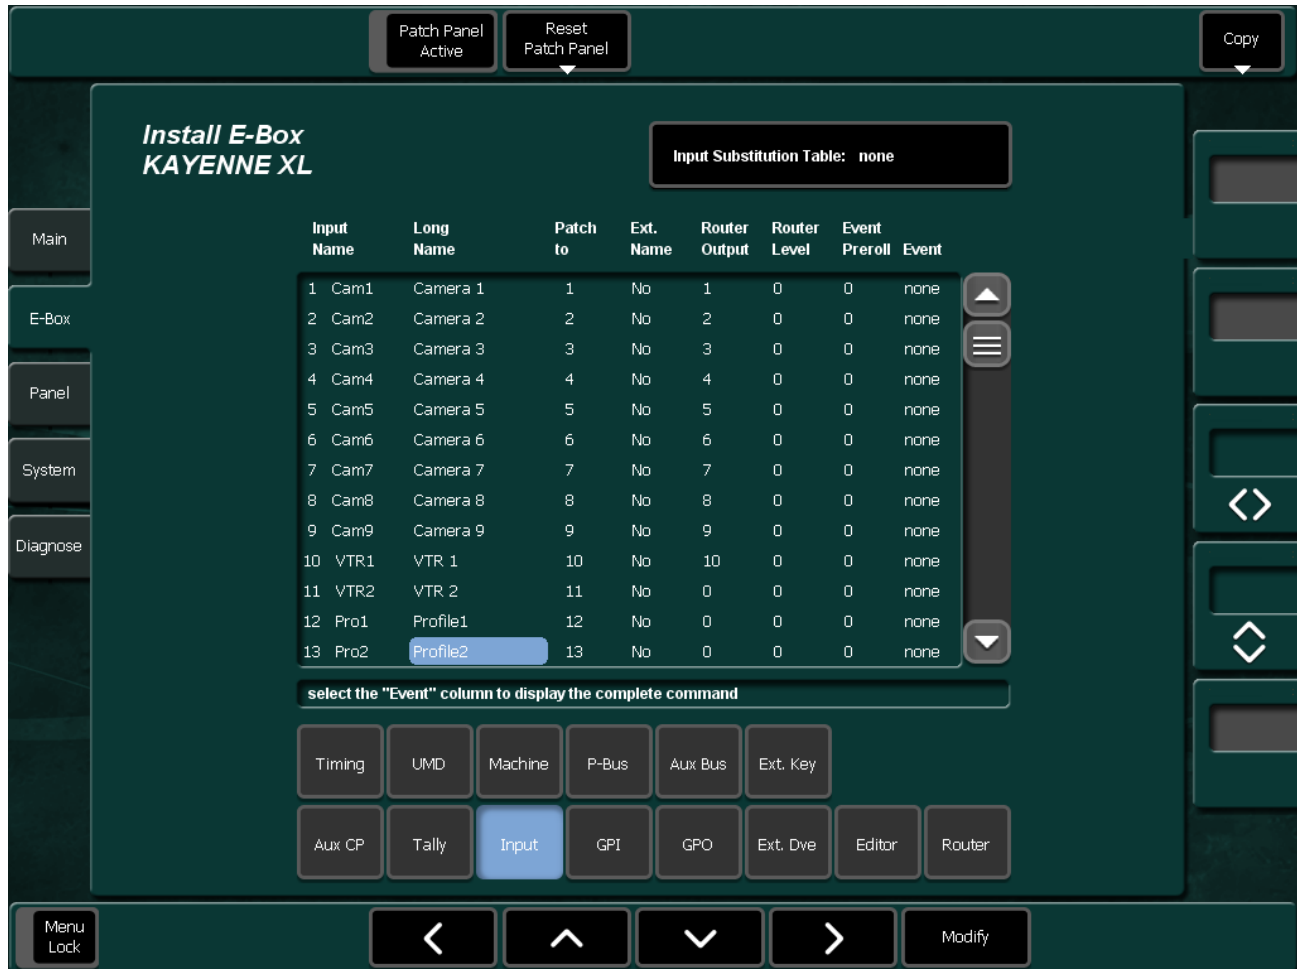 Patch Panel
Active
Reset
Patch Panel
Copy
Install E-Box
KAYENNE XL
Input Substitution Table: none
Main
E-Box
Panel
System
Diagnose
Input Name Long Name Patch to Ext. Name Router Output Router Level Event Preroll Event
1 Cam1 Camera 1 1 No 1 0 0 none
2 Cam2 Camera 2 2 No 2 0 0 none
3 Cam3 Camera 3 3 No 3 0 0 none
4 Cam4 Camera 4 4 No 4 0 0 none
5 Cam5 Camera 5 5 No 5 0 0 none
6 Cam6 Camera 6 6 No 6 0 0 none
7 Cam7 Camera 7 7 No 7 0 0 none
8 Cam8 Camera 8 8 No 8 0 0 none
9 Cam9 Camera 9 9 No 9 0 0 none
10 VTR1 VTR 1 10 No 10 0 0 none
11 VTR2 VTR 2 11 No 0 0 0 none
12 Pro1 Profile1 12 No 0 0 0 none
13 Pro2 Profile2 13 No 0 0 0 none
select the "Event" column to display the complete command
Timing UMD Machine P-Bus Aux Bus Ext. Key
Aux CP Tally Input GPI GPO Ext. Dve Editor Router
Menu
Lock
Modify